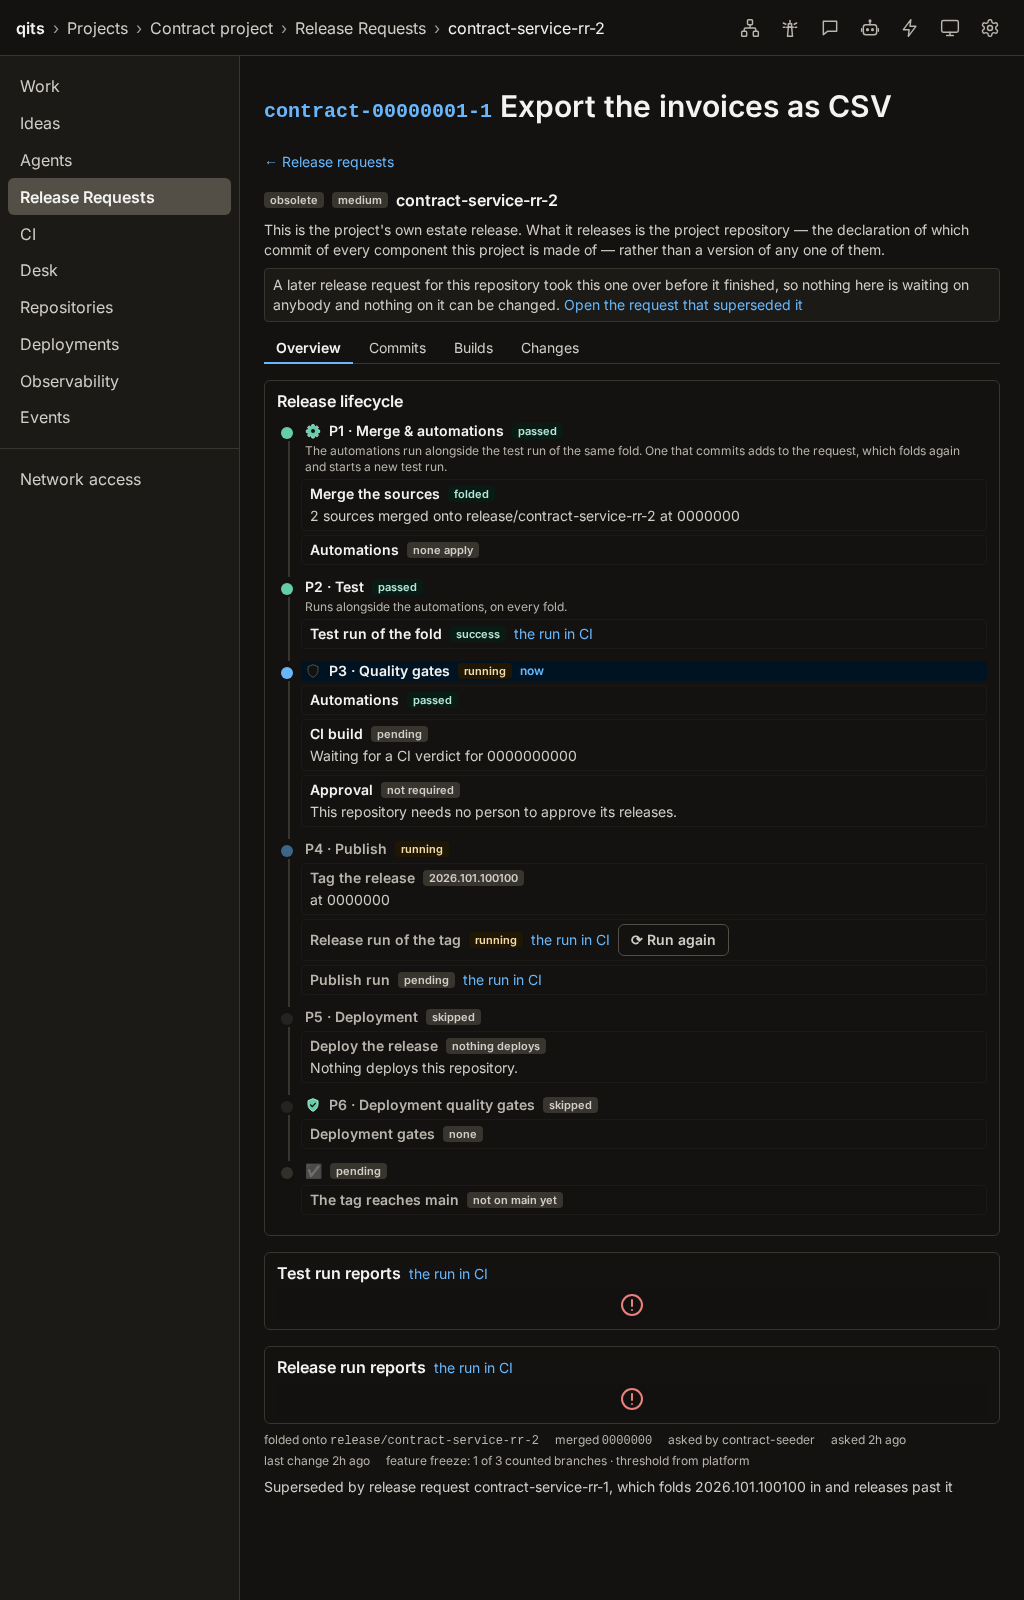 qits › Projects › Contract project › Release Requests › contract-service-rr-2
Work
Ideas
Agents
Release Requests
CI
Desk
Repositories
Deployments
Observability
Events
Network access
contract-00000001-1 Export the invoices as CSV
← Release requests
obsolete medium contract-service-rr-2
This is the project's own estate release. What it releases is the project repository — the declaration of which
commit of every component this project is made of — rather than a version of any one of them.
A later release request for this repository took this one over before it finished, so nothing here is waiting on
anybody and nothing on it can be changed. Open the request that superseded it
Overview Commits Builds Changes
Release lifecycle
P1 · Merge & automations passed
The automations run alongside the test run of the same fold. One that commits adds to the request, which folds again
and starts a new test run.
Merge the sources folded
2 sources merged onto release/contract-service-rr-2 at 0000000
Automations none apply
P2 · Test passed
Runs alongside the automations, on every fold.
Test run of the fold success the run in CI
P3 · Quality gates running now
Automations passed
CI build pending
Waiting for a CI verdict for 0000000000
Approval not required
This repository needs no person to approve its releases.
P4 · Publish running
Tag the release 2026.101.100100
at 0000000
Release run of the tag running the run in CI ⟳ Run again
Publish run pending the run in CI
P5 · Deployment skipped
Deploy the release nothing deploys
Nothing deploys this repository.
P6 · Deployment quality gates skipped
Deployment gates none
pending
The tag reaches main not on main yet
Test run reports the run in CI
Release run reports the run in CI
folded onto release/contract-service-rr-2 merged 0000000 asked by contract-seeder asked 2h ago
last change 2h ago feature freeze: 1 of 3 counted branches · threshold from platform
Superseded by release request contract-service-rr-1, which folds 2026.101.100100 in and releases past it